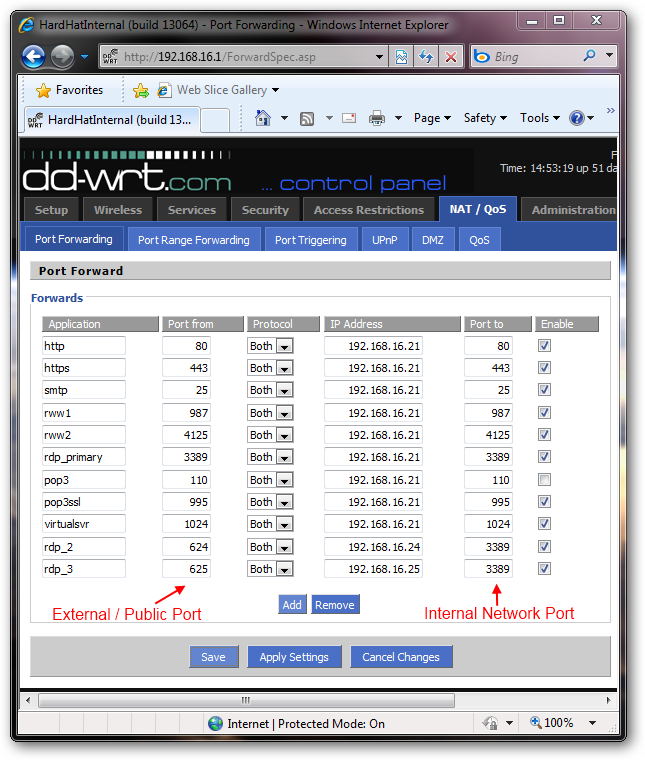 HardHatInternal (build 13064) - Port Forwarding - Windows Internet Explorer
http://192.168.16.1/ForwardSpec.asp
Bing
Favorites
Web Slice Gallery
HardHatInternal (build 13...
Page
Safety
Tools
dd-wrt.com
... control panel
F
Time: 14:53:19 up 51 da
Setup Wireless Services Security Access Restrictions NAT / QoS Administration
Port Forwarding Port Range Forwarding Port Triggering UPnP DMZ QoS
Port Forward
Forwards
Application Port from Protocol IP Address Port to Enable
http 80 Both 192.168.16.21 80
https 443 Both 192.168.16.21 443
smtp 25 Both 192.168.16.21 25
rww1 987 Both 192.168.16.21 987
rww2 4125 Both 192.168.16.21 4125
rdp_primary 3389 Both 192.168.16.21 3389
pop3 110 Both 192.168.16.21 110
pop3ssl 995 Both 192.168.16.21 995
virtualsvr 1024 Both 192.168.16.21 1024
rdp_2 624 Both 192.168.16.24 3389
rdp_3 625 Both 192.168.16.25 3389
External / Public Port
Add Remove
Internal Network Port
Save Apply Settings Cancel Changes
Internet | Protected Mode: On
100%